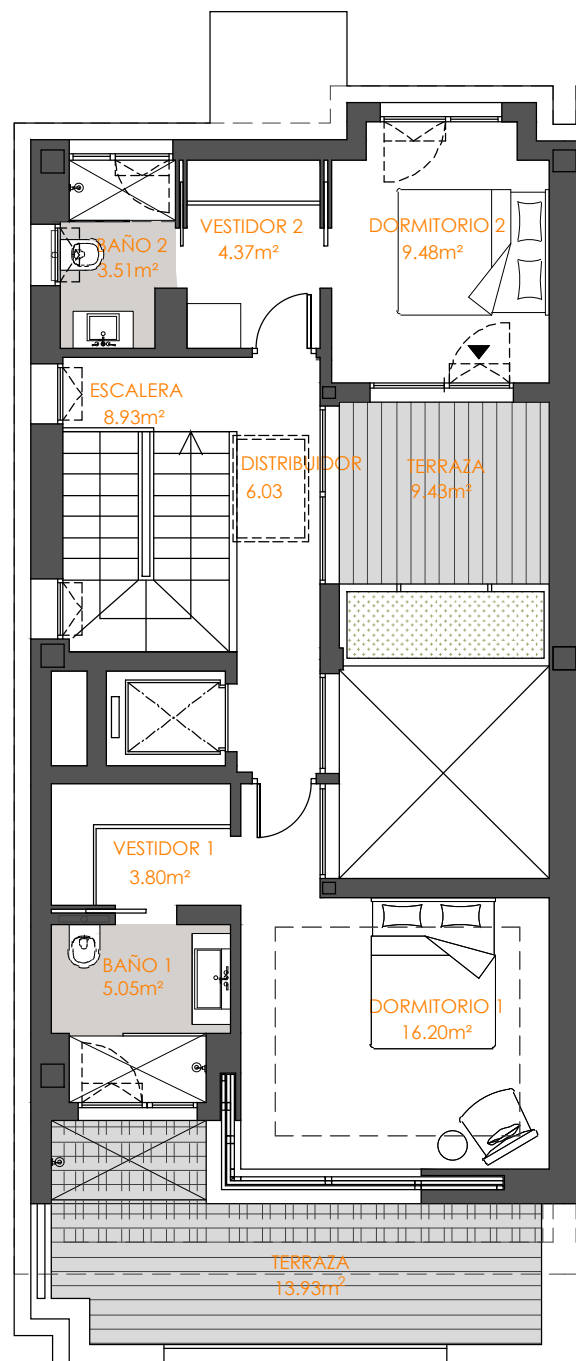 BAÑO 2
3.51m²
VESTIDOR 2
4.37m²
DORMITORIO 2
9.48m²
ESCALERA
8.93m²
DISTRIBUIDOR
6.03
TERRAZA
9.43m²
VESTIDOR 1
3.80m²
BAÑO 1
5.05m²
DORMITORIO 1
16.20m²
TERRAZA
13.93m²